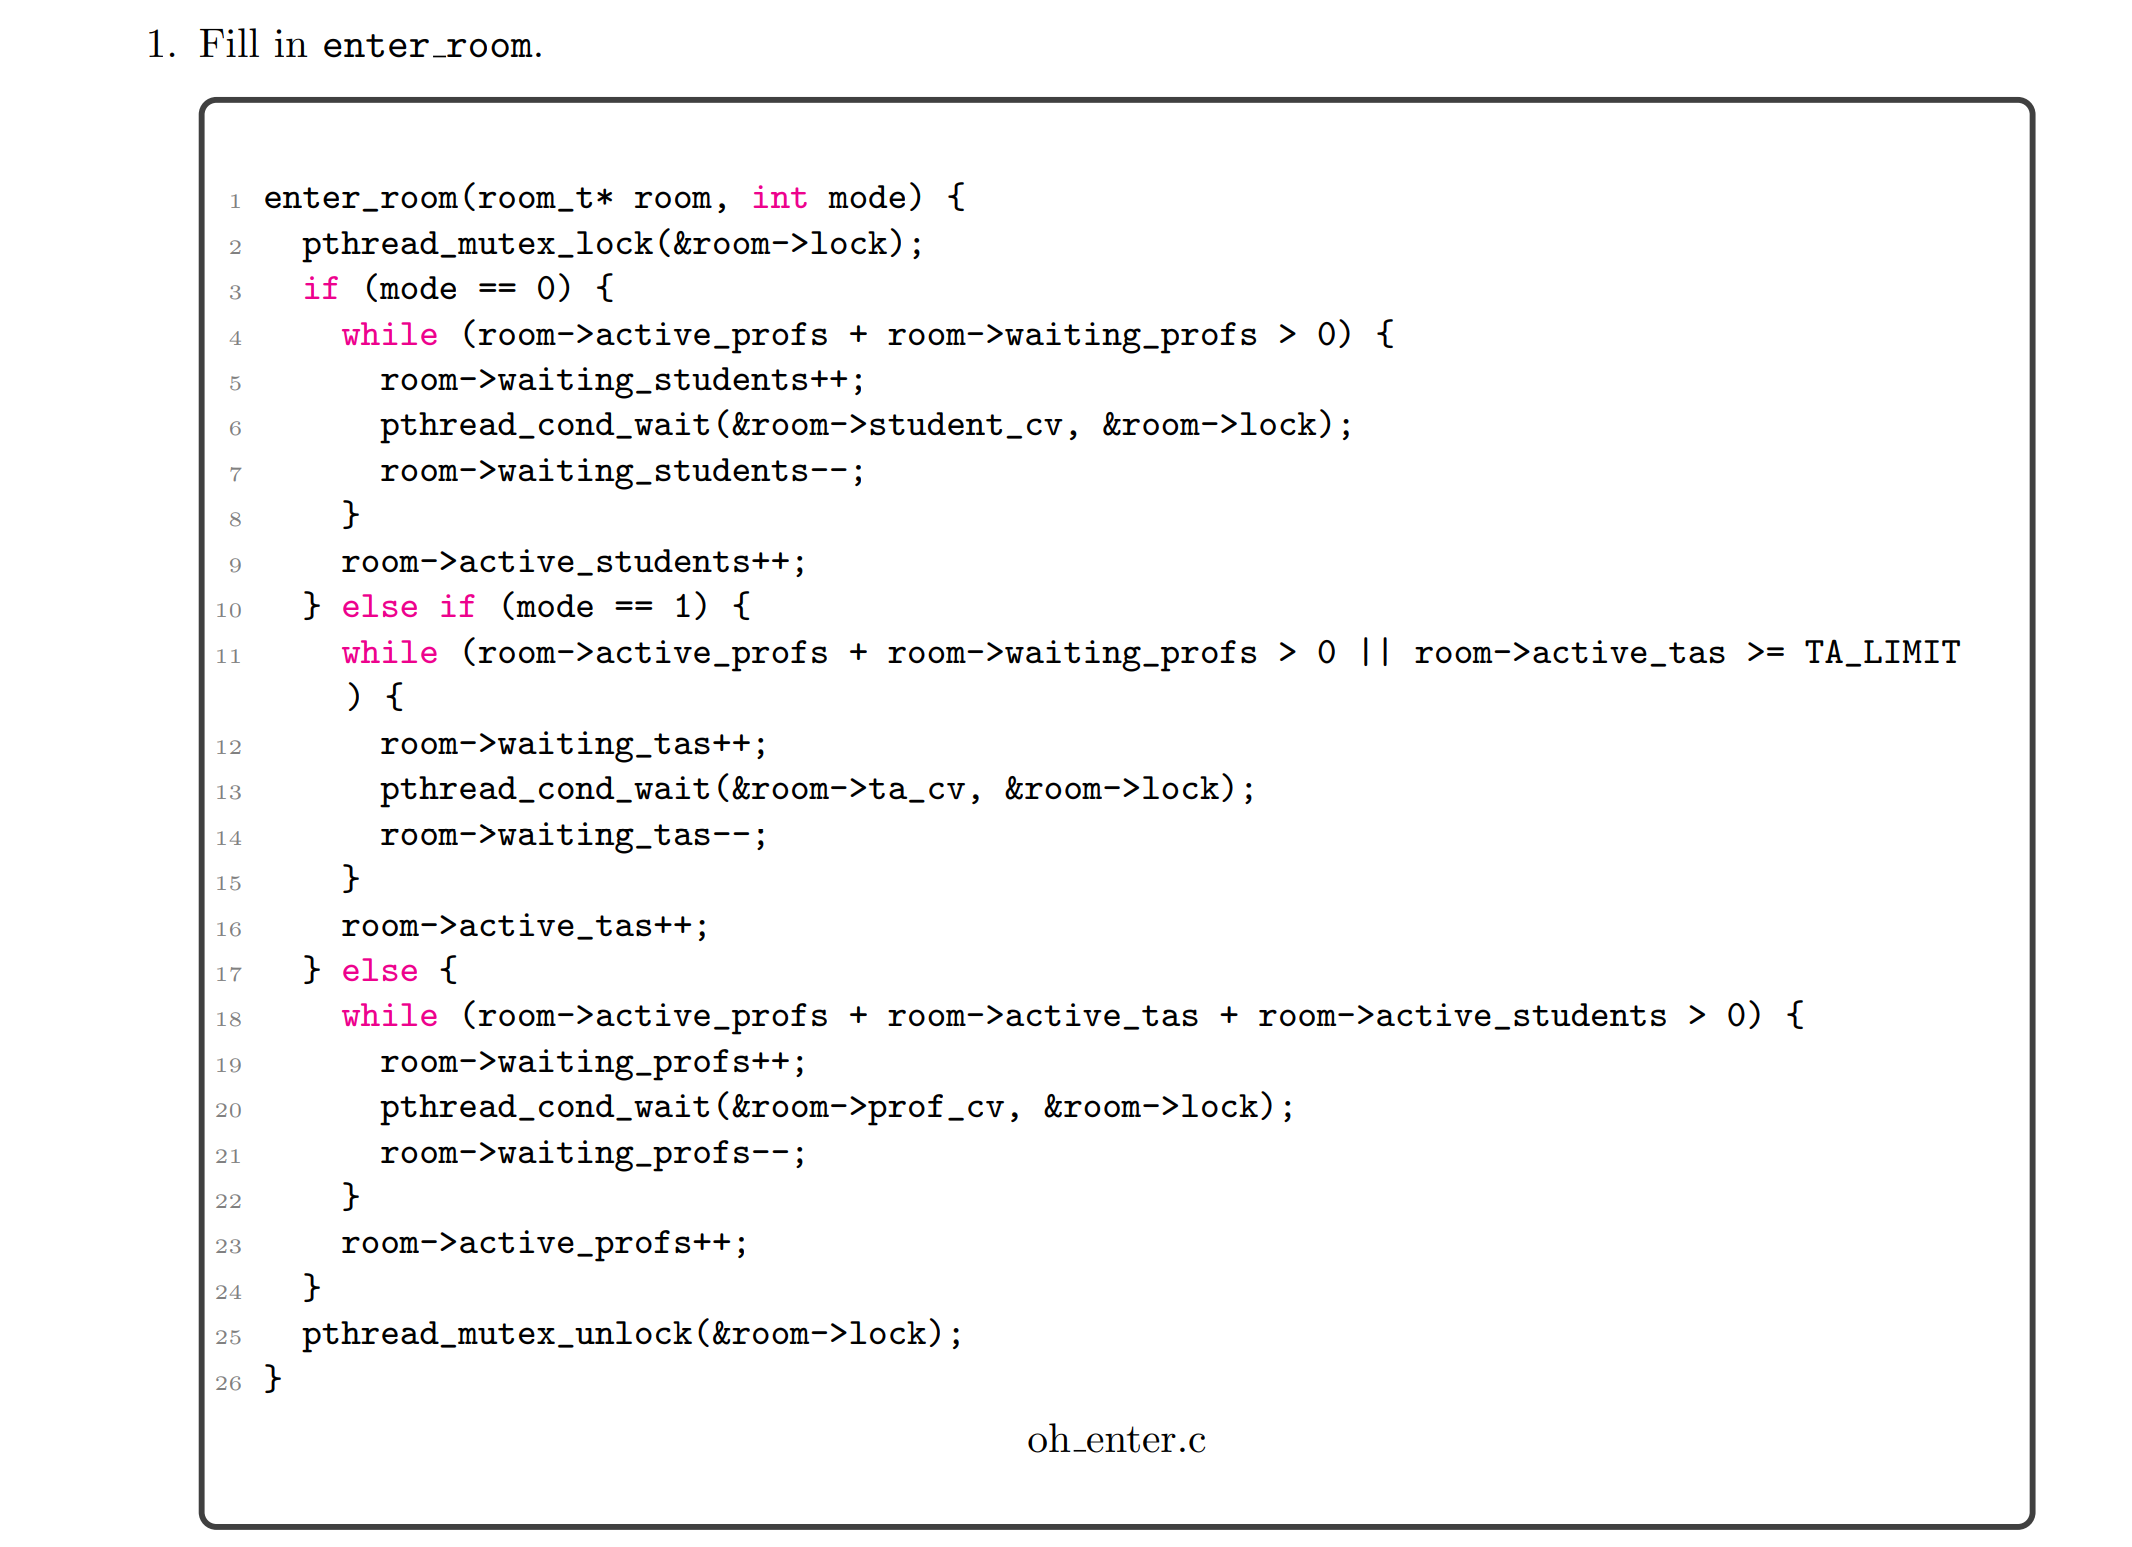 1. Fill in enter_room.
1 enter_room(room_t* room, int mode) {
2   pthread_mutex_lock(&room->lock);
3   if (mode == 0) {
4     while (room->active_profs + room->waiting_profs > 0) {
5       room->waiting_students++;
6       pthread_cond_wait(&room->student_cv, &room->lock);
7       room->waiting_students--;
8     }
9     room->active_students++;
10   } else if (mode == 1) {
11     while (room->active_profs + room->waiting_profs > 0 || room->active_tas >= TA_LIMIT
     ) {
12       room->waiting_tas++;
13       pthread_cond_wait(&room->ta_cv, &room->lock);
14       room->waiting_tas--;
15     }
16     room->active_tas++;
17   } else {
18     while (room->active_profs + room->active_tas + room->active_students > 0) {
19       room->waiting_profs++;
20       pthread_cond_wait(&room->prof_cv, &room->lock);
21       room->waiting_profs--;
22     }
23     room->active_profs++;
24   }
25   pthread_mutex_unlock(&room->lock);
26 }
oh_enter.c